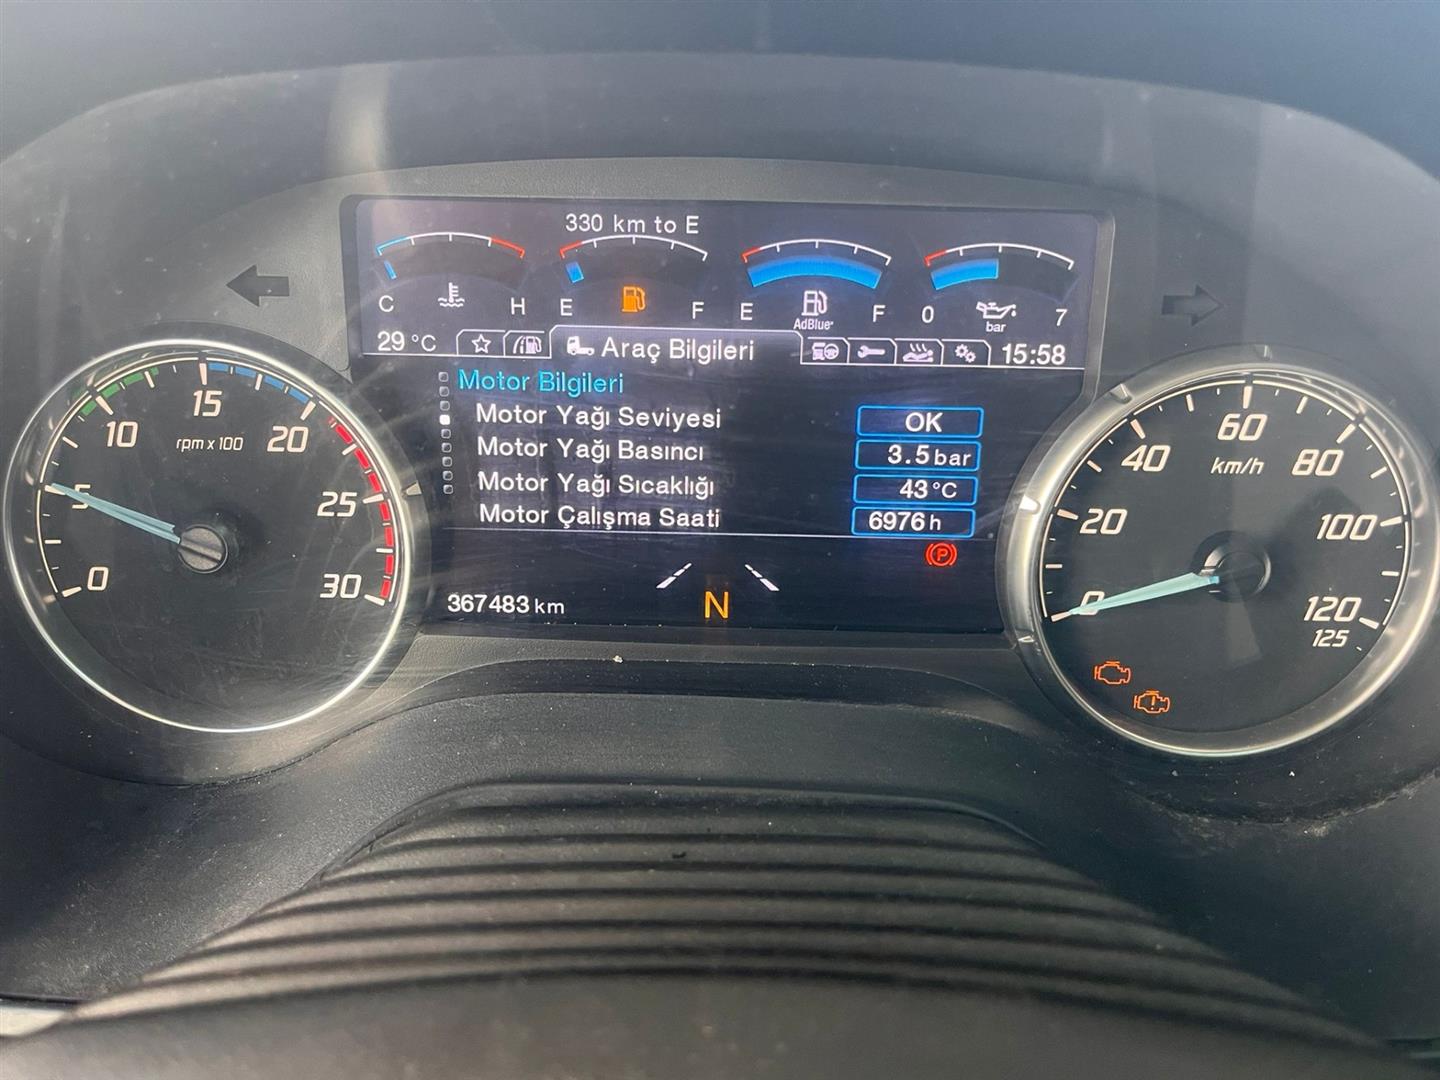 330 km to E
C H E F E AdBlue F 0 bar 7
29 °C Araç Bilgileri 15:58
Motor Bilgileri
Motor Yağı Seviyesi OK
Motor Yağı Basıncı 3.5 bar
Motor Yağı Sıcaklığı 43 °C
Motor Çalışma Saati 6976 h
P
367483 km N
0 5 10 15 20 25 30
rpm x 100
0 20 40 60 80 100 120
125
km/h